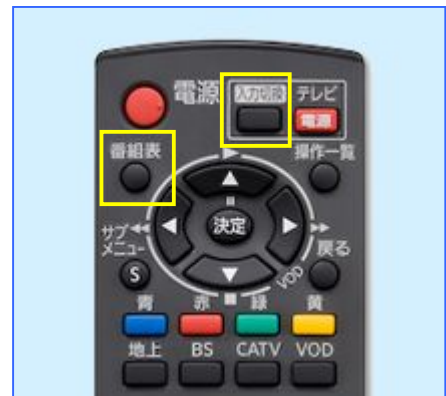 電源
入力切換
テレビ
電源
番組表
操作一覧
決定
サブ
メニュー
S
戻る
VOD
青
赤
緑
黄
地上
BS
CATV
VOD